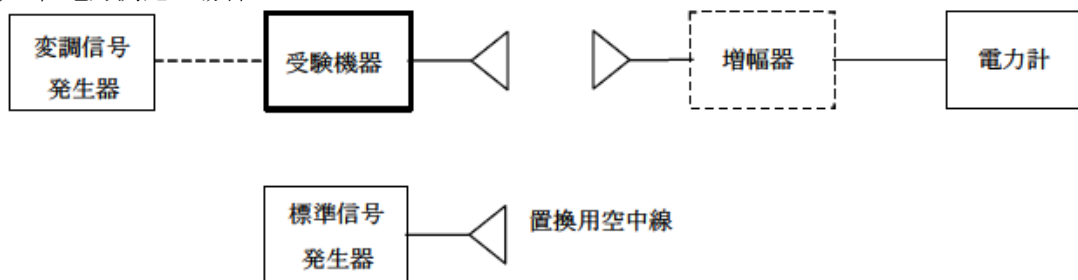 変調信号
発生器
受験機器
増幅器
電力計
標準信号
発生器
置換用空中線